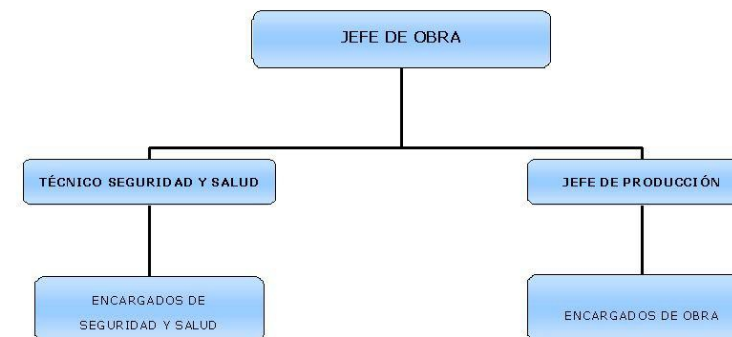 JEFE DE OBRA
TÉCNICO SEGURIDAD Y SALUD
JEFE DE PRODUCCIÓN
ENCARGADOS DE
SEGURIDAD Y SALUD
ENCARGADOS DE OBRA